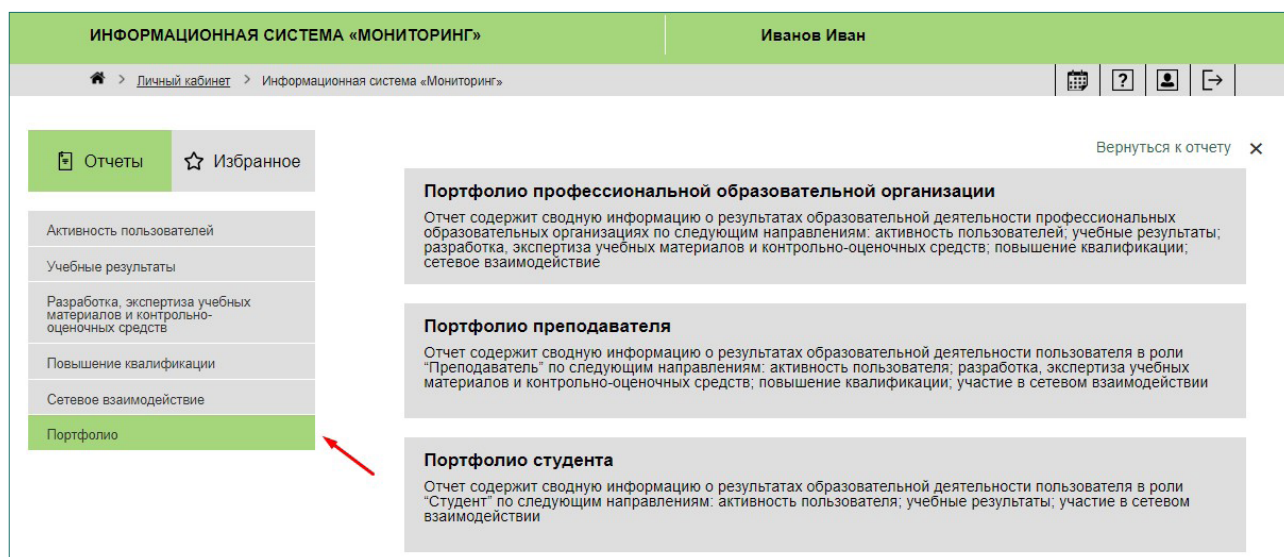 ИНФОРМАЦИОННАЯ СИСТЕМА «МОНИТОРИНГ»
Иванов Иван
> Личный кабинет > Информационная система «Мониторинг»
Отчеты
Избранное
Вернуться к отчету
Активность пользователей
Учебные результаты
Разработка, экспертиза учебных
материалов и контрольно-
оценочных средств
Повышение квалификации
Сетевое взаимодействие
Портфолио
Портфолио профессиональной образовательной организации
Отчет содержит сводную информацию о результатах образовательной деятельности профессиональных
образовательных организациях по следующим направлениям: активность пользователей; учебные результаты;
разработка, экспертиза учебных материалов и контрольно-оценочных средств; повышение квалификации;
сетевое взаимодействие
Портфолио преподавателя
Отчет содержит сводную информацию о результатах образовательной деятельности пользователя в роли
“Преподаватель” по следующим направлениям: активность пользователя; разработка, экспертиза учебных
материалов и контрольно-оценочных средств; повышение квалификации; участие в сетевом взаимодействии
Портфолио студента
Отчет содержит сводную информацию о результатах образовательной деятельности пользователя в роли
“Студент” по следующим направлениям: активность пользователя; учебные результаты; участие в сетевом
взаимодействии